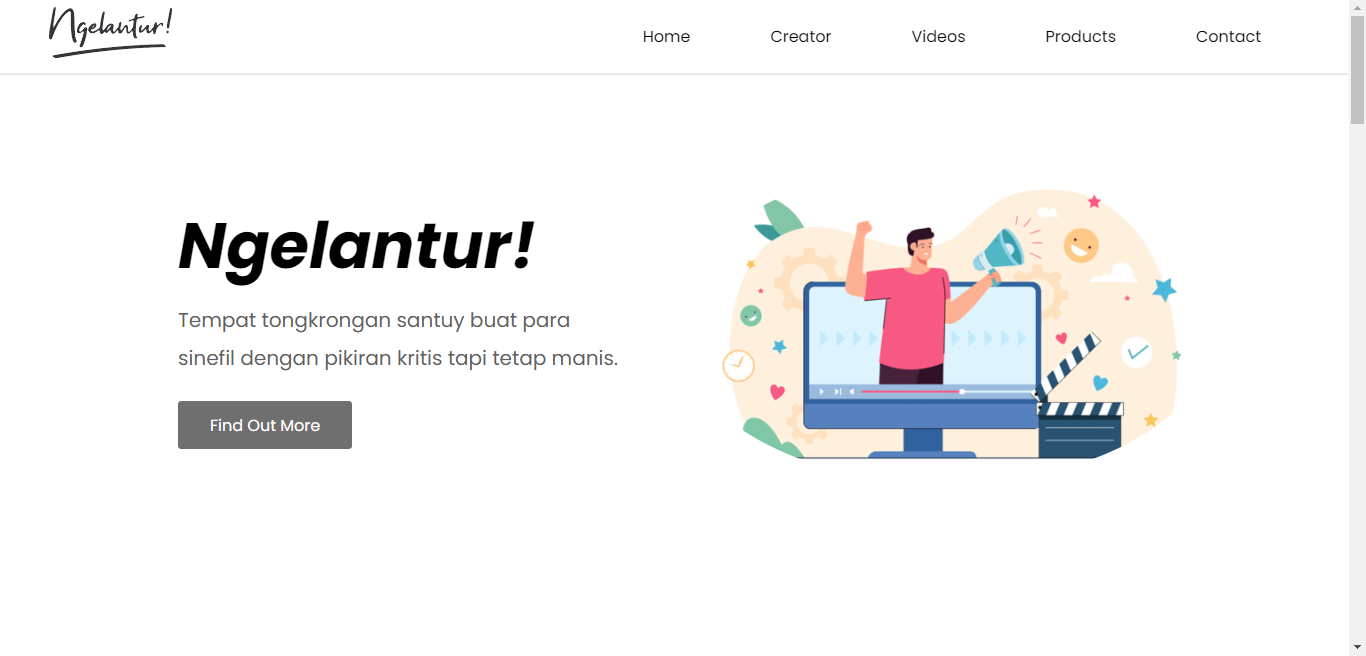 Ngelantur!
Home
Creator
Videos
Products
Contact
Ngelantur!
Tempat tongkrongan santuy buat para
sinefil dengan pikiran kritis tapi tetap manis.
Find Out More